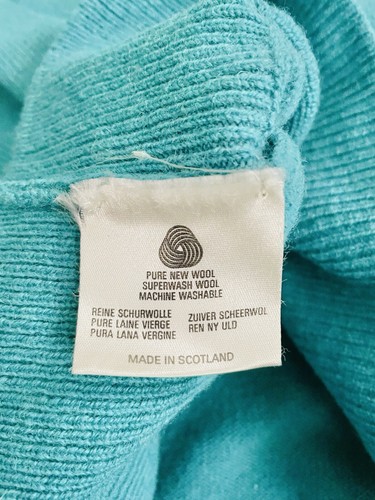 PURE NEW WOOL
SUPERWASH WOOL
MACHINE WASHABLE
REINE SCHURWOLLE ZUIVER SCHEERWOL
PURE LAINE VIERGE REN NY ULD
PURA LANA VERGINE
MADE IN SCOTLAND